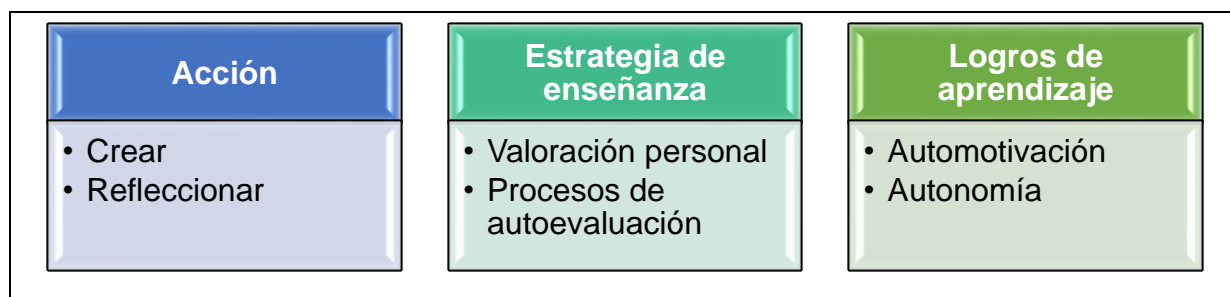 Acción
• Crear
• Refleccionar
Estrategia de
enseñanza
• Valoración personal
• Procesos de
autoevaluación
Logros de
aprendizaje
• Automotivación
• Autonomía